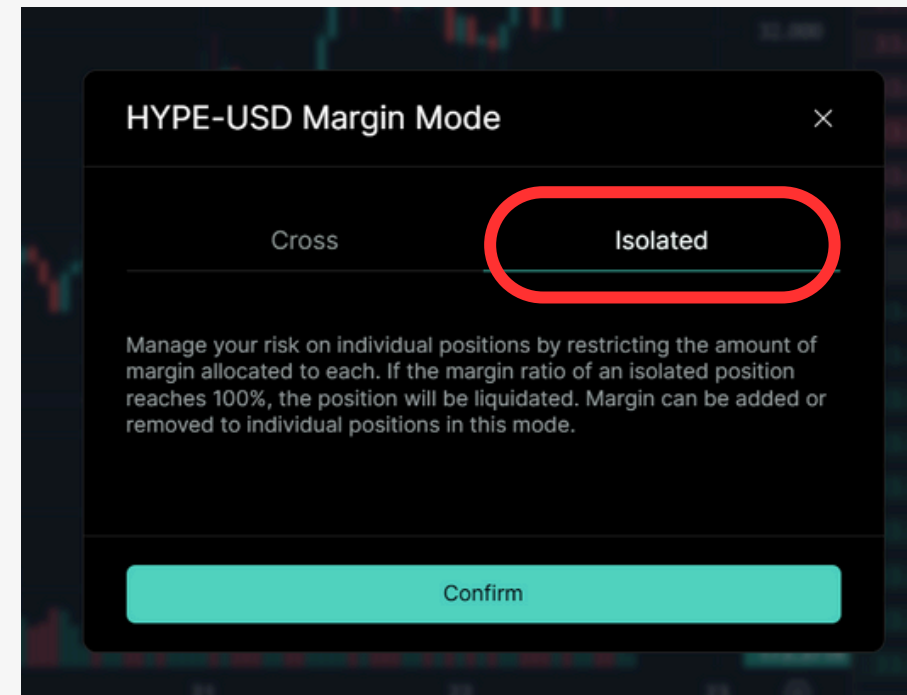 32.000
HYPE-USD Margin Mode
Cross
Isolated
Manage your risk on individual positions by restricting the amount of
margin allocated to each. If the margin ratio of an isolated position
reaches 100%, the position will be liquidated. Margin can be added or
removed to individual positions in this mode.
Confirm